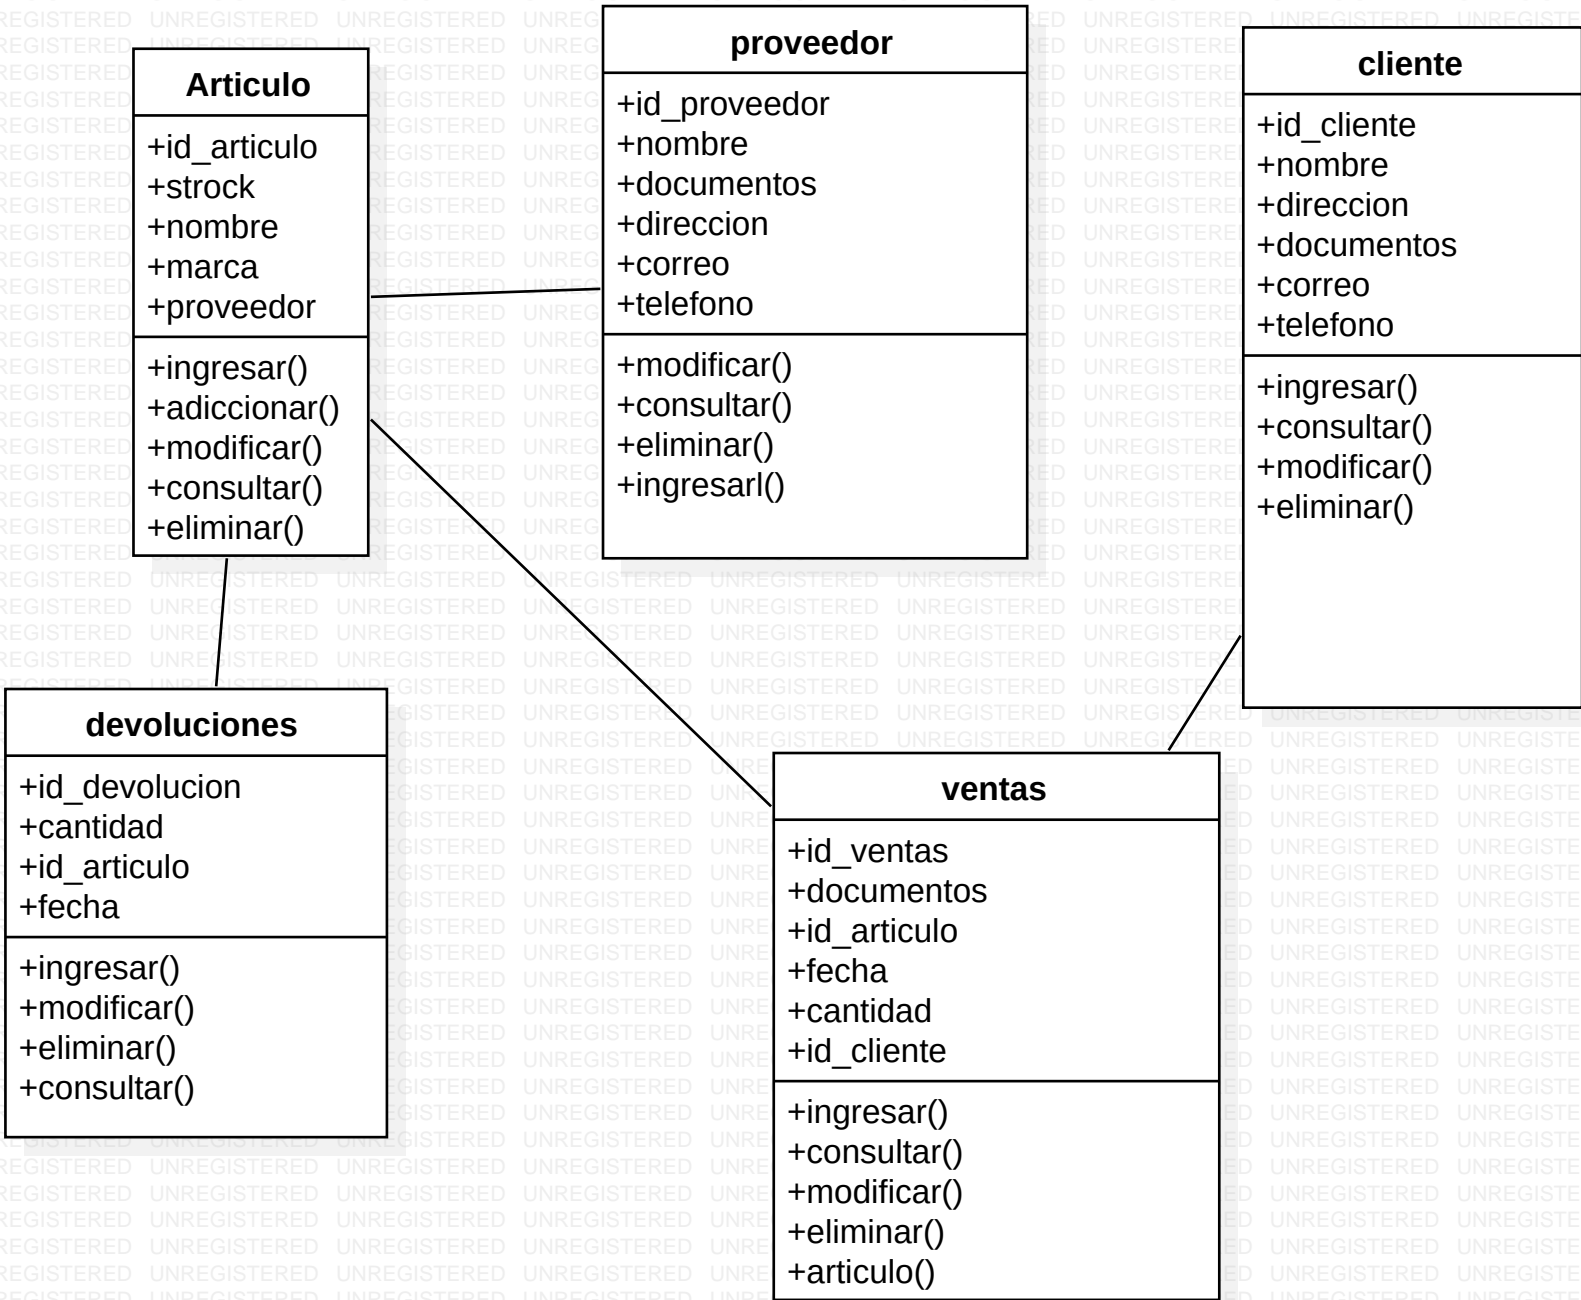 Articulo
+id_articulo
+strock
+nombre
+marca
+proveedor
+ingresar()
+adiccionar()
+modificar()
+consultar()
+eliminar()
proveedor
+id_proveedor
+nombre
+documentos
+direccion
+correo
+telefono
+modificar()
+consultar()
+eliminar()
+ingresarl()
cliente
+id_cliente
+nombre
+direccion
+documentos
+correo
+telefono
+ingresar()
+consultar()
+modificar()
+eliminar()
devoluciones
+id_devolucion
+cantidad
+id_articulo
+fecha
+ingresar()
+modificar()
+eliminar()
+consultar()
ventas
+id_ventas
+documentos
+id_articulo
+fecha
+cantidad
+id_cliente
+ingresar()
+consultar()
+modificar()
+eliminar()
+articulo()
UNREGISTERED